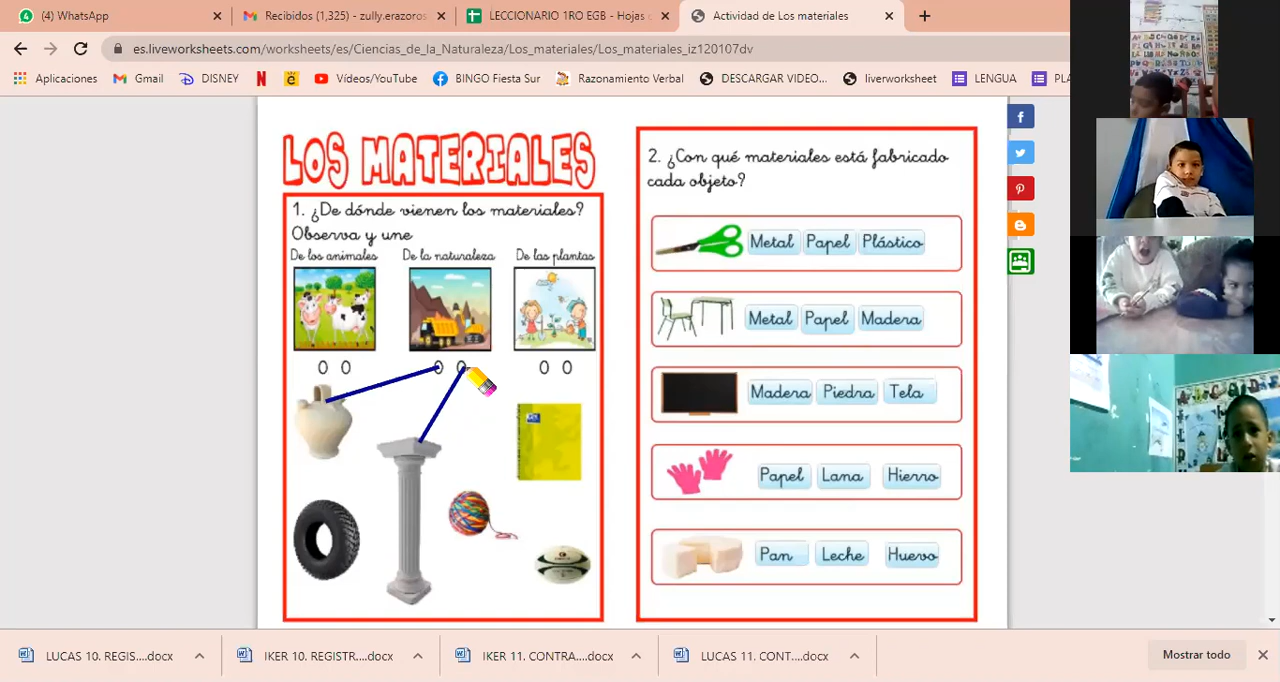 (4) WhatsApp
Recibidos (1,325) - zully.erazoros
LECCIONARIO 1RO EGB - Hojas
Actividad de Los materiales
es.liveworksheets.com/worksheets/es/Ciencias_de_la_Naturaleza/Los_materiales/Los_materiales_iz120107dv
Aplicaciones
Gmail
DISNEY
Vídeos/YouTube
BINGO Fiesta Sur
Razonamiento Verbal
DESCARGAR VIDEO...
liverworksheet
LENGUA
LOS MATERIALES
1. ¿De dónde vienen los materiales?
Observa y une
De los animales
De la naturaleza
De las plantas
2. ¿Con qué materiales está fabricado
cada objeto?
Metal Papel Plástico
Metal Papel Madera
Madera Piedra Tela
Papel Lana Hierro
Pan Leche Huevo
LUCAS 10. REGIS....docx
IKER 10. REGISTR....docx
IKER 11. CONTRA....docx
LUCAS 11. CONT....docx
Mostrar todo